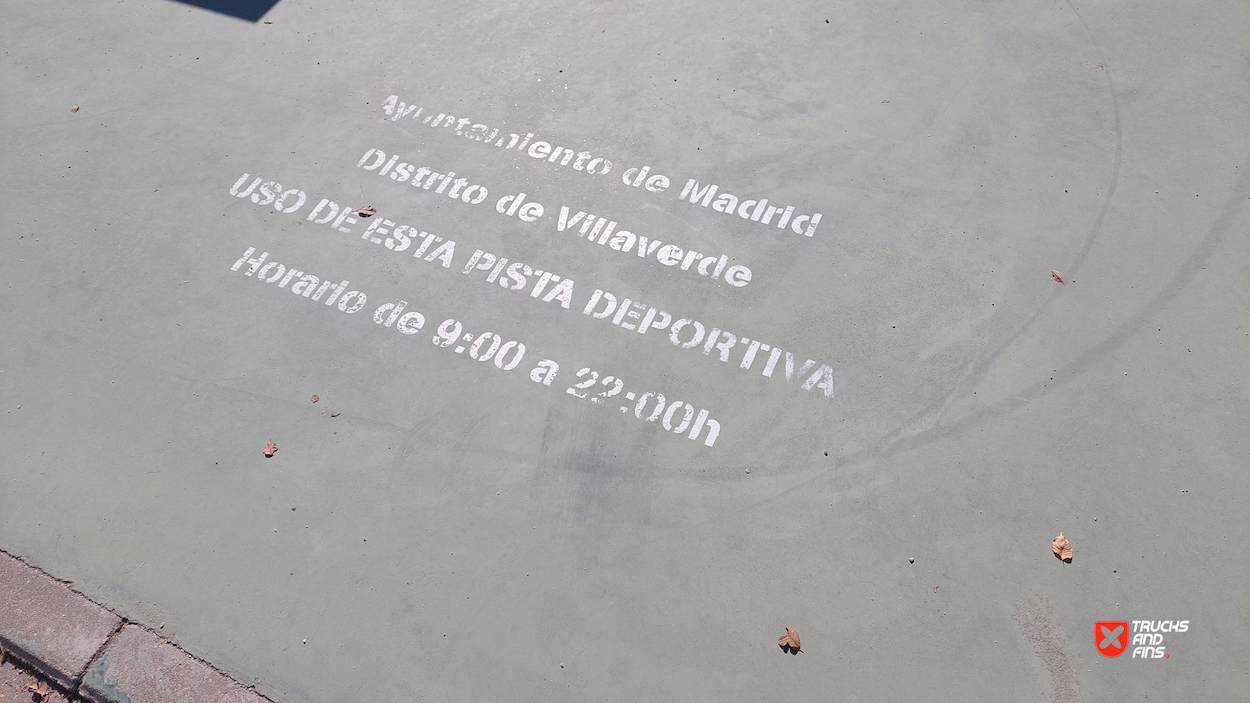 Ayuntamiento de Madrid
Distrito de Villaverde
USO DE ESTA PISTA DEPORTIVA
Horario de 9:00 a 22:00h
TRUCKS
AND
FINS.